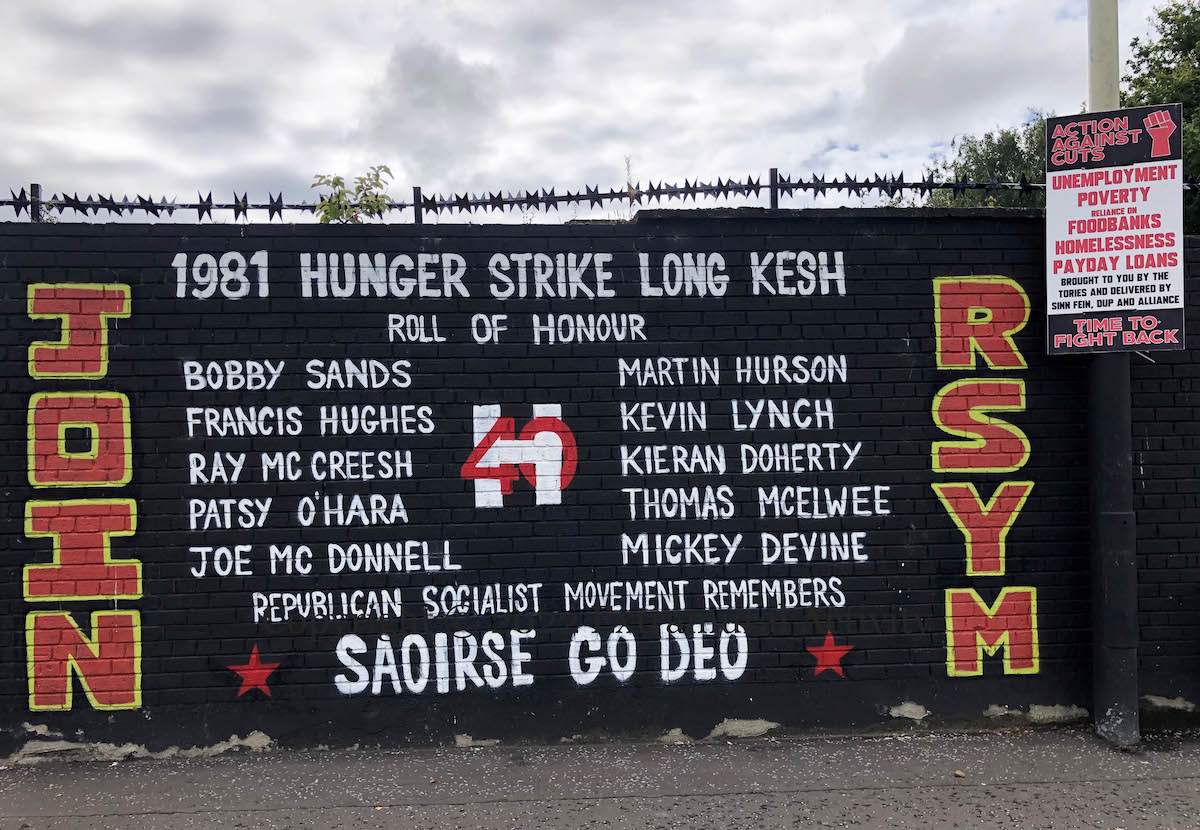 JOIN
1981 HUNGER STRIKE LONG KESH
ROLL OF HONOUR
BOBBY SANDS
FRANCIS HUGHES
RAY MC CREESH
PATSY O'HARA
JOE MC DONNELL
H
40
MARTIN HURSON
KEVIN LYNCH
KIERAN DOHERTY
THOMAS MCELWEE
MICKEY DEVINE
REPUBLICAN SOCIALIST MOVEMENT REMEMBERS
SAOIRSE GO DEO
RSYM
ACTION
AGAINST
CUTS
UNEMPLOYMENT
POVERTY
RELIANCE ON
FOODBANKS
HOMELESSNESS
PAYDAY LOANS
BROUGHT TO YOU BY THE
TORIES AND DELIVERED BY
SINN FEIN, DUP AND ALLIANCE
TIME TO
FIGHT BACK